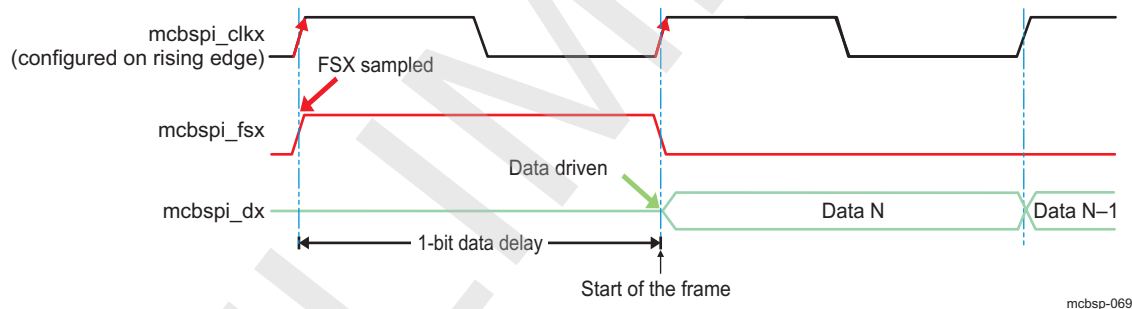 mcbspi_clkx
(configured on rising edge)
FSX sampled
mcbspi_fsx
Data driven
mcbspi_dx
Data N
Data N–1
1-bit data delay
Start of the frame
mcbsp-069